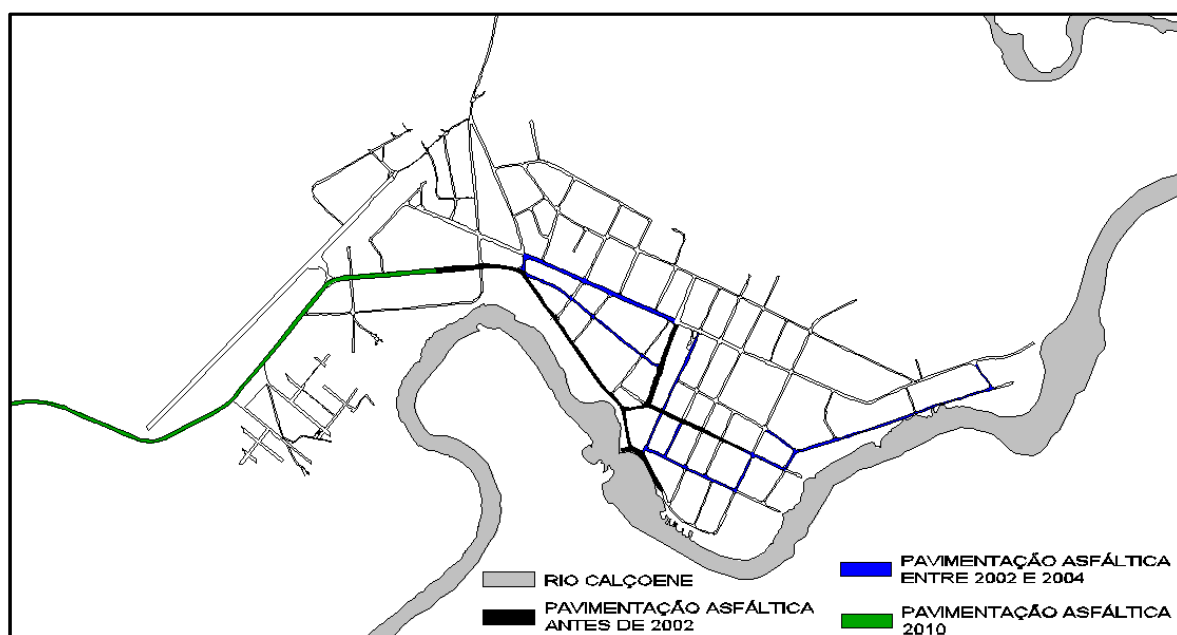 RIO CALÇOENE
PAVIMENTAÇÃO ASFÁLTICA
ANTES DE 2002
PAVIMENTAÇÃO ASFÁLTICA
ENTRE 2002 E 2004
PAVIMENTAÇÃO ASFÁLTICA
2010